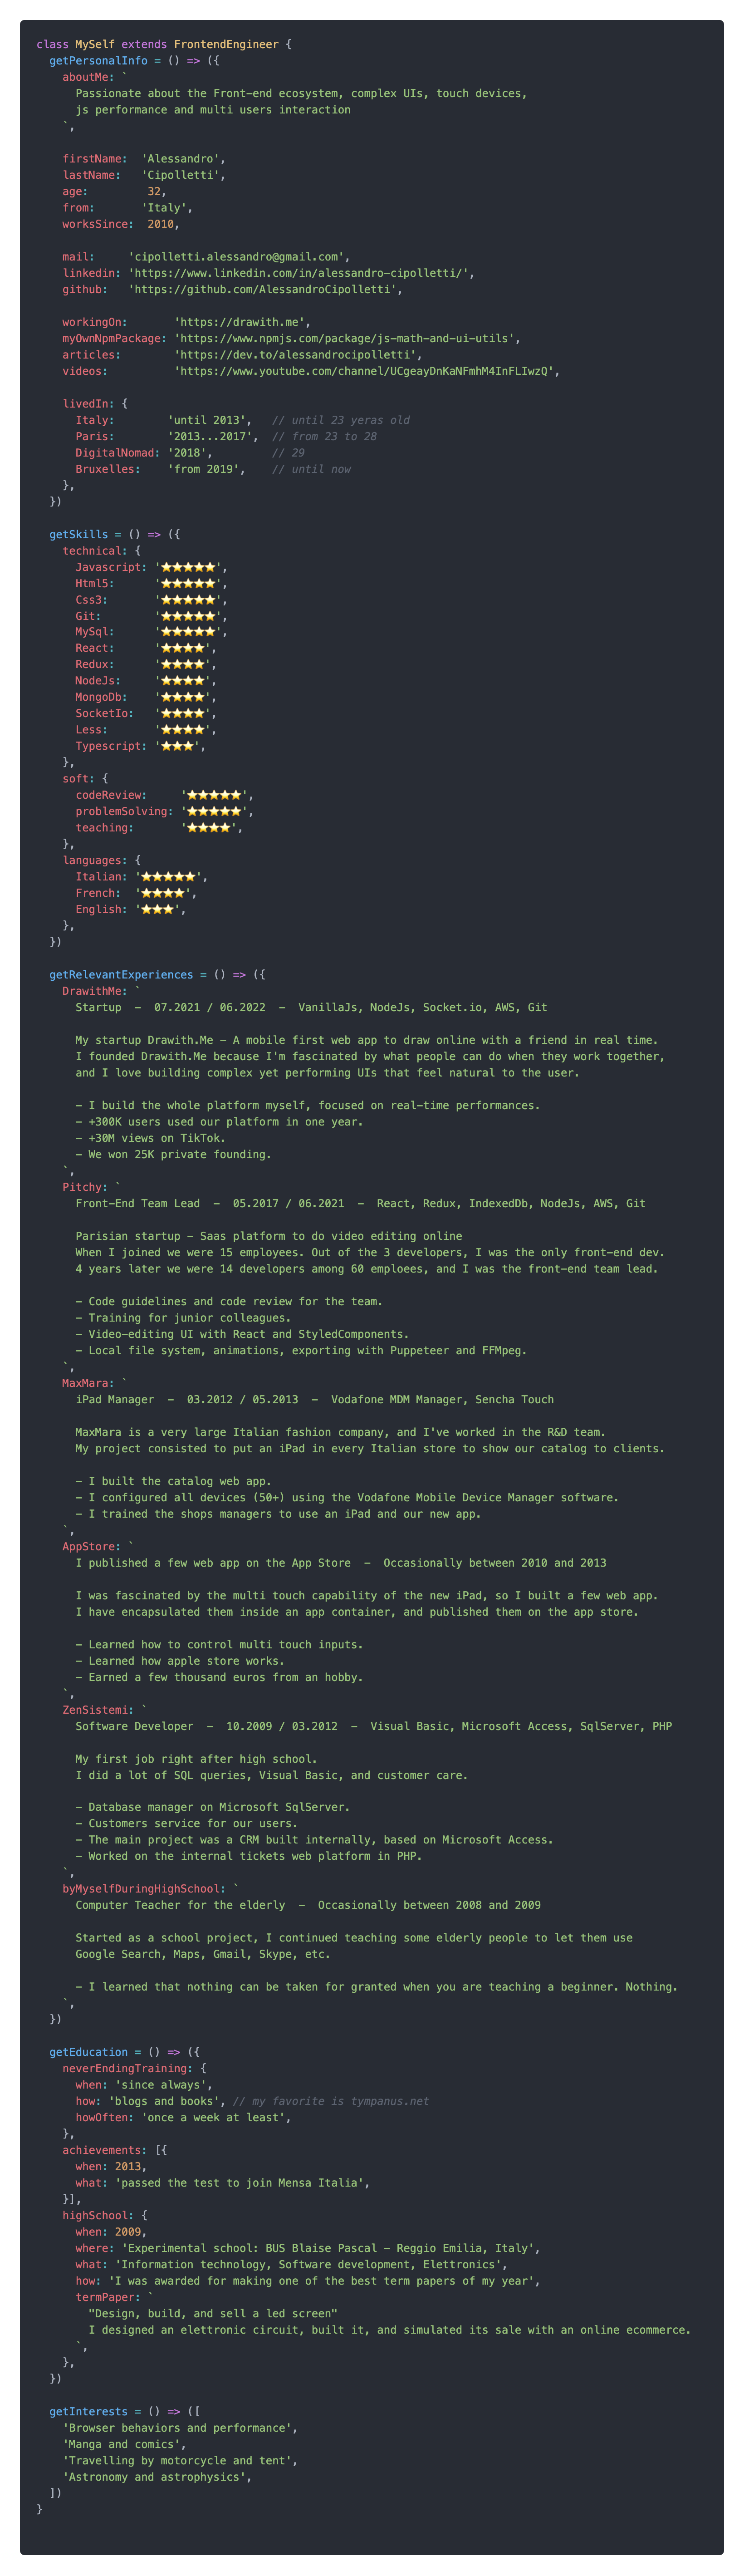 class MySelf extends FrontendEngineer {
  getPersonalInfo = () => ({
    aboutMe: `
      Passionate about the Front-end ecosystem, complex UIs, touch devices,
      js performance and multi users interaction
    `,

    firstName:  'Alessandro',
    lastName:   'Cipolletti',
    age:         32,
    from:       'Italy',
    worksSince:  2010,

    mail:     'cipolletti.alessandro@gmail.com',
    linkedin: 'https://www.linkedin.com/in/alessandro-cipolletti/',
    github:   'https://github.com/AlessandroCipolletti',

    workingOn:       'https://drawith.me',
    myOwnNpmPackage: 'https://www.npmjs.com/package/js-math-and-ui-utils',
    articles:        'https://dev.to/alessandrocipolletti',
    videos:          'https://www.youtube.com/channel/UCgeayDnKaNFmhM4InFLIwzQ',

    livedIn: {
      Italy:        'until 2013',   // until 23 yeras old
      Paris:        '2013...2017',  // from 23 to 28
      DigitalNomad: '2018',         // 29
      Bruxelles:    'from 2019',    // until now
    },
  })

  getSkills = () => ({
    technical: {
      Javascript: '⭐⭐⭐⭐⭐',
      Html5:      '⭐⭐⭐⭐⭐',
      Css3:       '⭐⭐⭐⭐⭐',
      Git:        '⭐⭐⭐⭐⭐',
      MySql:      '⭐⭐⭐⭐⭐',
      React:      '⭐⭐⭐⭐',
      Redux:      '⭐⭐⭐⭐',
      NodeJs:     '⭐⭐⭐⭐',
      MongoDb:    '⭐⭐⭐⭐',
      SocketIo:   '⭐⭐⭐⭐',
      Less:       '⭐⭐⭐⭐',
      Typescript: '⭐⭐⭐',
    },
    soft: {
      codeReview:     '⭐⭐⭐⭐⭐',
      problemSolving: '⭐⭐⭐⭐⭐',
      teaching:       '⭐⭐⭐⭐',
    },
    languages: {
      Italian: '⭐⭐⭐⭐⭐',
      French:  '⭐⭐⭐⭐',
      English: '⭐⭐⭐',
    },
  })

  getRelevantExperiences = () => ({
    DrawithMe: `
      Startup  -  07.2021 / 06.2022  -  VanillaJs, NodeJs, Socket.io, AWS, Git

      My startup Drawith.Me - A mobile first web app to draw online with a friend in real time.
      I founded Drawith.Me because I'm fascinated by what people can do when they work together,
      and I love building complex yet performing UIs that feel natural to the user.

      - I build the whole platform myself, focused on real-time performances.
      - +300K users used our platform in one year.
      - +30M views on TikTok.
      - We won 25K private founding.
    `,
    Pitchy: `
      Front-End Team Lead  -  05.2017 / 06.2021  -  React, Redux, IndexedDb, NodeJs, AWS, Git

      Parisian startup - Saas platform to do video editing online
      When I joined we were 15 employees. Out of the 3 developers, I was the only front-end dev.
      4 years later we were 14 developers among 60 emploees, and I was the front-end team lead.

      - Code guidelines and code review for the team.
      - Training for junior colleagues.
      - Video-editing UI with React and StyledComponents.
      - Local file system, animations, exporting with Puppeteer and FFMpeg.
    `,
    MaxMara: `
      iPad Manager  -  03.2012 / 05.2013  -  Vodafone MDM Manager, Sencha Touch

      MaxMara is a very large Italian fashion company, and I've worked in the R&D team.
      My project consisted to put an iPad in every Italian store to show our catalog to clients.

      - I built the catalog web app.
      - I configured all devices (50+) using the Vodafone Mobile Device Manager software.
      - I trained the shops managers to use an iPad and our new app.
    `,
    AppStore: `
      I published a few web app on the App Store  -  Occasionally between 2010 and 2013

      I was fascinated by the multi touch capability of the new iPad, so I built a few web app.
      I have encapsulated them inside an app container, and published them on the app store.

      - Learned how to control multi touch inputs.
      - Learned how apple store works.
      - Earned a few thousand euros from an hobby.
    `,
    ZenSistemi: `
      Software Developer  -  10.2009 / 03.2012  -  Visual Basic, Microsoft Access, SqlServer, PHP

      My first job right after high school.
      I did a lot of SQL queries, Visual Basic, and customer care.

      - Database manager on Microsoft SqlServer.
      - Customers service for our users.
      - The main project was a CRM built internally, based on Microsoft Access.
      - Worked on the internal tickets web platform in PHP.
    `,
    byMyselfDuringHighSchool: `
      Computer Teacher for the elderly  -  Occasionally between 2008 and 2009

      Started as a school project, I continued teaching some elderly people to let them use
      Google Search, Maps, Gmail, Skype, etc.

      - I learned that nothing can be taken for granted when you are teaching a beginner. Nothing.
    `,
  })

  getEducation = () => ({
    neverEndingTraining: {
      when: 'since always',
      how: 'blogs and books', // my favorite is tympanus.net
      howOften: 'once a week at least',
    },
    achievements: [{
      when: 2013,
      what: 'passed the test to join Mensa Italia',
    }],
    highSchool: {
      when: 2009,
      where: 'Experimental school: BUS Blaise Pascal - Reggio Emilia, Italy',
      what: 'Information technology, Software development, Elettronics',
      how: 'I was awarded for making one of the best term papers of my year',
      termPaper: `
        "Design, build, and sell a led screen"
        I designed an elettronic circuit, built it, and simulated its sale with an online ecommerce.
      `,
    },
  })

  getInterests = () => ([
    'Browser behaviors and performance',
    'Manga and comics',
    'Travelling by motorcycle and tent',
    'Astronomy and astrophysics',
  ])
}